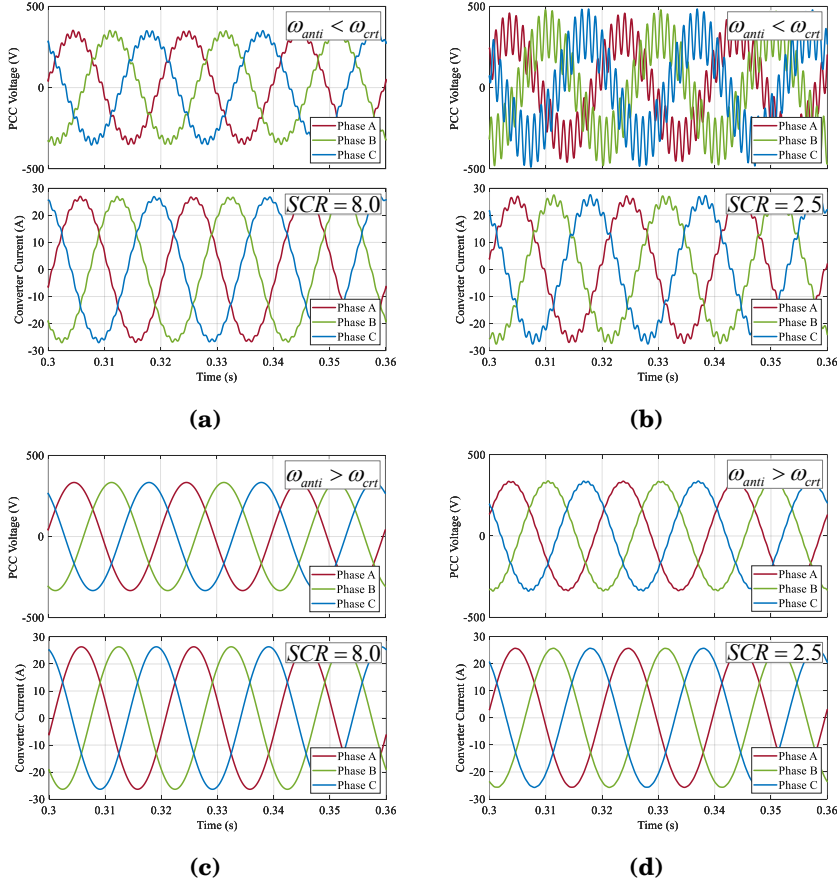 500
0
-500
PCC Voltage (V)
ω_anti < ω_crt
Phase A
Phase B
Phase C
30
20
10
0
-10
-20
-30
Converter Current (A)
SCR = 8.0
Phase A
Phase B
Phase C
0.3 0.31 0.32 0.33 0.34 0.35 0.36
Time (s)
(a)
500
0
-500
PCC Voltage (V)
ω_anti < ω_crt
Phase A
Phase B
Phase C
30
20
10
0
-10
-20
-30
Converter Current (A)
SCR = 2.5
Phase A
Phase B
Phase C
0.3 0.31 0.32 0.33 0.34 0.35 0.36
Time (s)
(b)
500
0
-500
PCC Voltage (V)
ω_anti > ω_crt
Phase A
Phase B
Phase C
30
20
10
0
-10
-20
-30
Converter Current (A)
SCR = 8.0
Phase A
Phase B
Phase C
0.3 0.31 0.32 0.33 0.34 0.35 0.36
Time (s)
(c)
500
0
-500
PCC Voltage (V)
ω_anti > ω_crt
Phase A
Phase B
Phase C
30
20
10
0
-10
-20
-30
Converter Current (A)
SCR = 2.5
Phase A
Phase B
Phase C
0.3 0.31 0.32 0.33 0.34 0.35 0.36
Time (s)
(d)